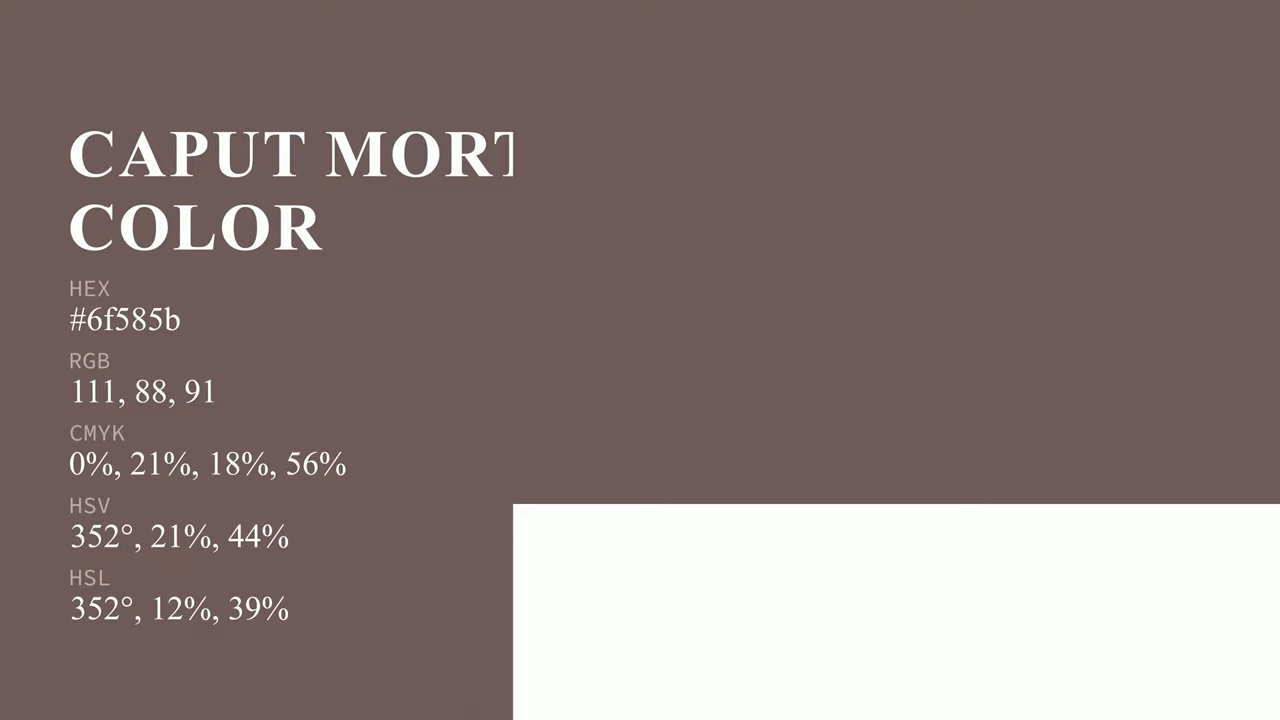 CAPUT MORT
COLOR
HEX
#6f585b
RGB
111, 88, 91
CMYK
0%, 21%, 18%, 56%
HSV
352°, 21%, 44%
HSL
352°, 12%, 39%